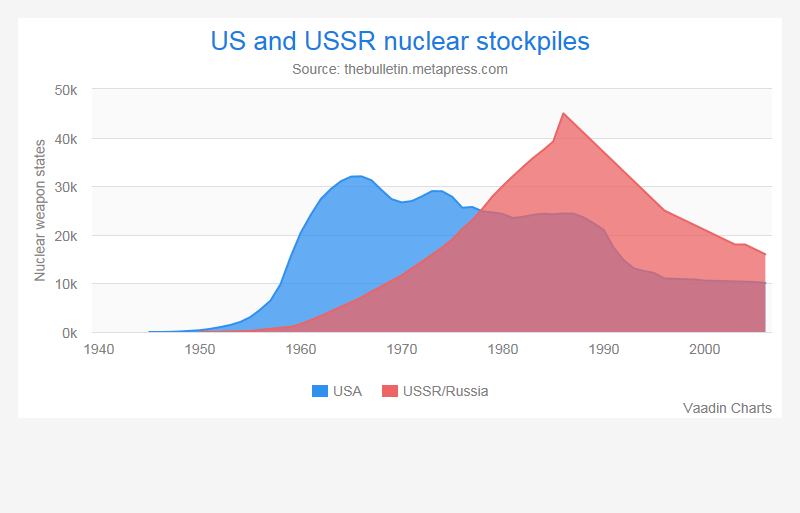 US and USSR nuclear stockpiles
Source: thebulletin.metapress.com
Nuclear weapon states
50k
40k
30k
20k
10k
0k
1940 1950 1960 1970 1980 1990 2000
USA USSR/Russia
Vaadin Charts